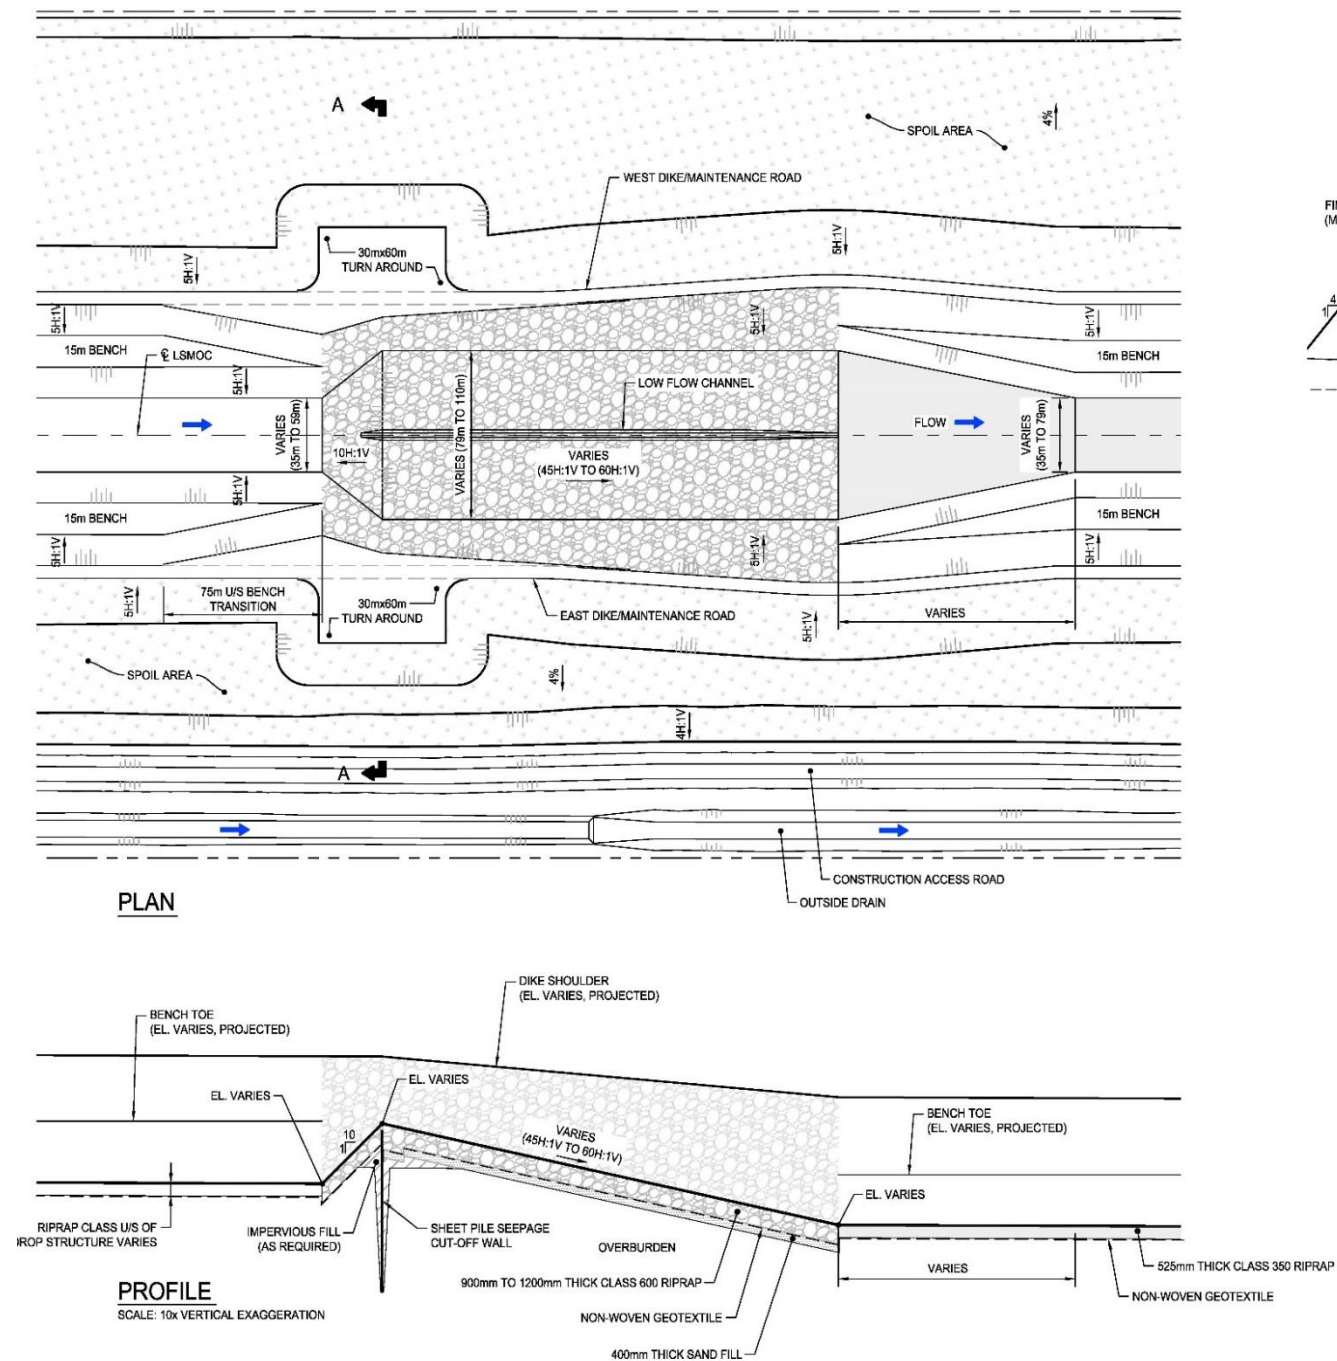 A
SPOIL AREA
4%
WEST DIKE/MAINTENANCE ROAD
5H:1V
30mx60m
TURN AROUND
5H:1V
5H:1V
5H:1V
5H:1V
15m BENCH
℄ LSMOC
5H:1V
LOW FLOW CHANNEL
15m BENCH
VARIES
(35m TO 59m)
10H:1V
VARIES (79m TO 110m)
VARIES
(45H:1V TO 60H:1V)
FLOW
VARIES
(35m TO 79m)
5H:1V
15m BENCH
15m BENCH
5H:1V
5H:1V
5H:1V
5H:1V
75m U/S BENCH
TRANSITION
30mx60m
TURN AROUND
EAST DIKE/MAINTENANCE ROAD
5H:1V
VARIES
SPOIL AREA
4%
4H:1V
A
CONSTRUCTION ACCESS ROAD
OUTSIDE DRAIN
PLAN
DIKE SHOULDER
(EL. VARIES, PROJECTED)
BENCH TOE
(EL. VARIES, PROJECTED)
EL. VARIES
EL. VARIES
10
1
VARIES
(45H:1V TO 60H:1V)
BENCH TOE
(EL. VARIES, PROJECTED)
EL. VARIES
RIPRAP CLASS U/S OF
ROP STRUCTURE VARIES
IMPERVIOUS FILL
(AS REQUIRED)
SHEET PILE SEEPAGE
CUT-OFF WALL
OVERBURDEN
VARIES
525mm THICK CLASS 350 RIPRAP
900mm TO 1200mm THICK CLASS 600 RIPRAP
NON-WOVEN GEOTEXTILE
NON-WOVEN GEOTEXTILE
400mm THICK SAND FILL
PROFILE
SCALE: 10x VERTICAL EXAGGERATION
4
1